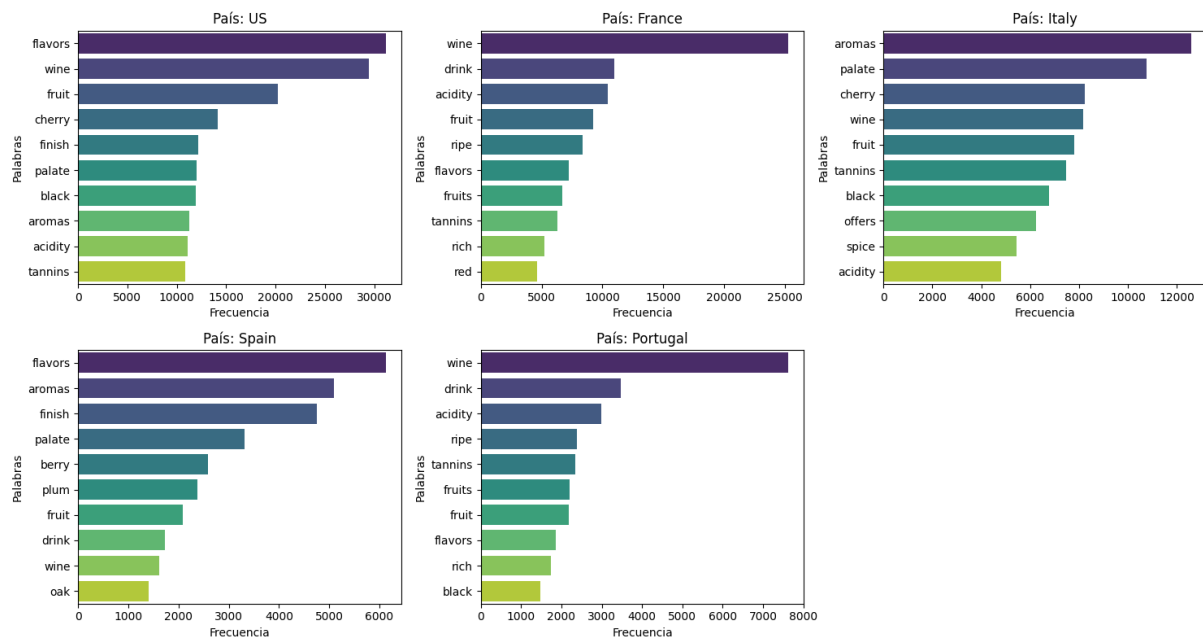 País: US
Palabras
flavors
wine
fruit
cherry
finish
palate
black
aromas
acidity
tannins
0 5000 10000 15000 20000 25000 30000
Frecuencia
País: France
Palabras
wine
drink
acidity
fruit
ripe
flavors
fruits
tannins
rich
red
0 5000 10000 15000 20000 25000
Frecuencia
País: Italy
Palabras
aromas
palate
cherry
wine
fruit
tannins
black
offers
spice
acidity
0 2000 4000 6000 8000 10000 12000
Frecuencia
País: Spain
Palabras
flavors
aromas
finish
palate
berry
plum
fruit
drink
wine
oak
0 1000 2000 3000 4000 5000 6000
Frecuencia
País: Portugal
Palabras
wine
drink
acidity
ripe
tannins
fruits
fruit
flavors
rich
black
0 1000 2000 3000 4000 5000 6000 7000 8000
Frecuencia